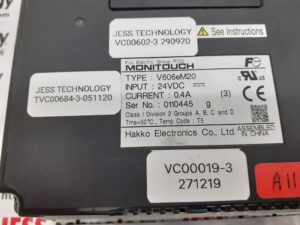 JESS TECHNOLOGY
VC00602-3 290920
See Instructions
JESS TECHNOLOGY
TVC00684-3-051120
Fuji Electric Group POD
MONITOUCH
TYPE : V606eM20
INPUT : 24VDC
CURRENT : 0.4A (3)
Ser No. : 0110445 g
Class I Division 2 Groups A, B, C and D
Tma=50°C, Temp Code : T5
Hakko Electronics Co., Ltd.
ASSEMBLED
IN CHINA
VC00019-3
271219